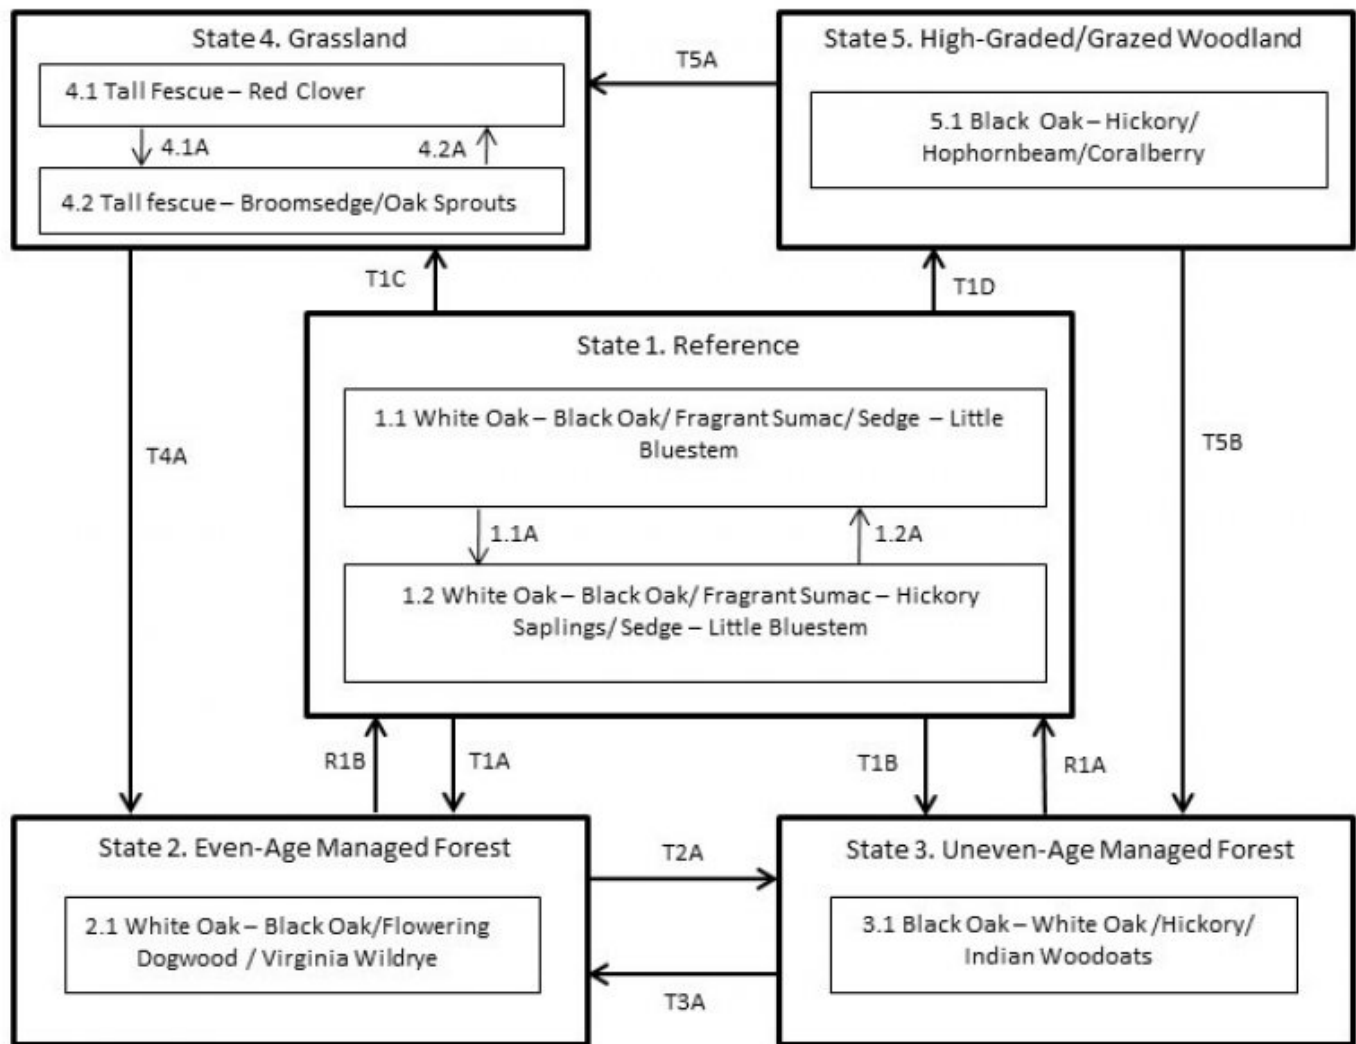 State 4. Grassland
4.1 Tall Fescue – Red Clover
4.1A
4.2A
4.2 Tall fescue – Broomsedge/Oak Sprouts
T5A
State 5. High-Graded/Grazed Woodland
5.1 Black Oak – Hickory/
Hophornbeam/Coralberry
T1C
T1D
State 1. Reference
1.1 White Oak – Black Oak/ Fragrant Sumac/ Sedge – Little
Bluestem
1.1A
1.2A
1.2 White Oak – Black Oak/ Fragrant Sumac – Hickory
Saplings/ Sedge – Little Bluestem
T4A
T5B
R1B
T1A
T1B
R1A
State 2. Even-Age Managed Forest
2.1 White Oak – Black Oak/Flowering
Dogwood / Virginia Wildrye
T2A
T3A
State 3. Uneven-Age Managed Forest
3.1 Black Oak – White Oak /Hickory/
Indian Woodoats